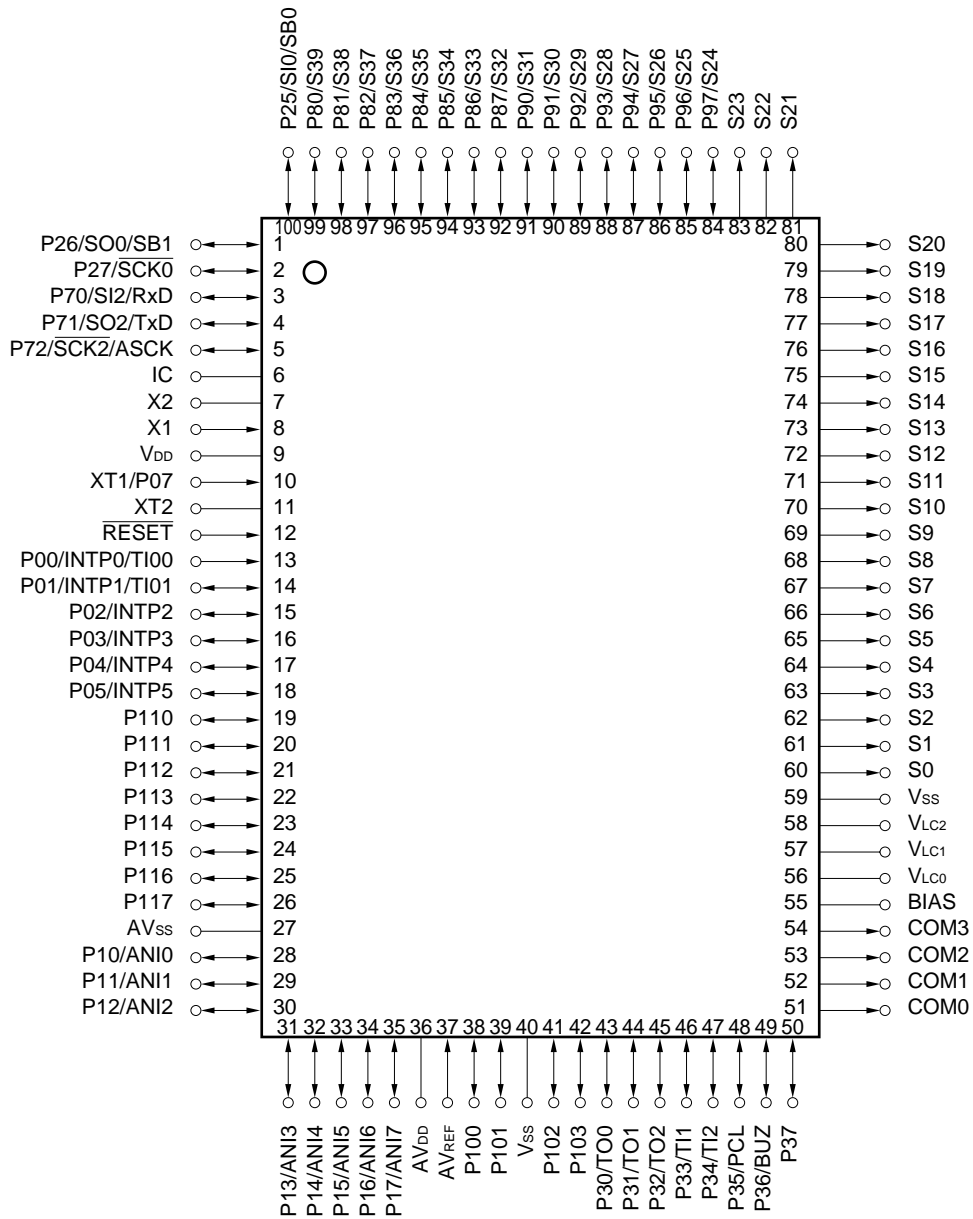 P25/SI0/SB0
P80/S39
P81/S38
P82/S37
P83/S36
P84/S35
P85/S34
P86/S33
P87/S32
P90/S31
P91/S30
P92/S29
P93/S28
P94/S27
P95/S26
P96/S25
P97/S24
S23
S22
S21
100 99 98 97 96 95 94 93 92 91 90 89 88 87 86 85 84 83 82 81
P26/SO0/SB1 1 80 S20
P27/SCK0 2 79 S19
P70/SI2/RxD 3 78 S18
P71/SO2/TxD 4 77 S17
P72/SCK2/ASCK 5 76 S16
IC 6 75 S15
X2 7 74 S14
X1 8 73 S13
VDD 9 72 S12
XT1/P07 10 71 S11
XT2 11 70 S10
RESET 12 69 S9
P00/INTP0/TI00 13 68 S8
P01/INTP1/TI01 14 67 S7
P02/INTP2 15 66 S6
P03/INTP3 16 65 S5
P04/INTP4 17 64 S4
P05/INTP5 18 63 S3
P110 19 62 S2
P111 20 61 S1
P112 21 60 S0
P113 22 59 VSS
P114 23 58 VLC2
P115 24 57 VLC1
P116 25 56 VLC0
P117 26 55 BIAS
AVSS 27 54 COM3
P10/ANI0 28 53 COM2
P11/ANI1 29 52 COM1
P12/ANI2 30 51 COM0
31 32 33 34 35 36 37 38 39 40 41 42 43 44 45 46 47 48 49 50
P13/ANI3
P14/ANI4
P15/ANI5
P16/ANI6
P17/ANI7
AVDD
AVREF
P100
P101
VSS
P102
P103
P30/TO0
P31/TO1
P32/TO2
P33/TI1
P34/TI2
P35/PCL
P36/BUZ
P37